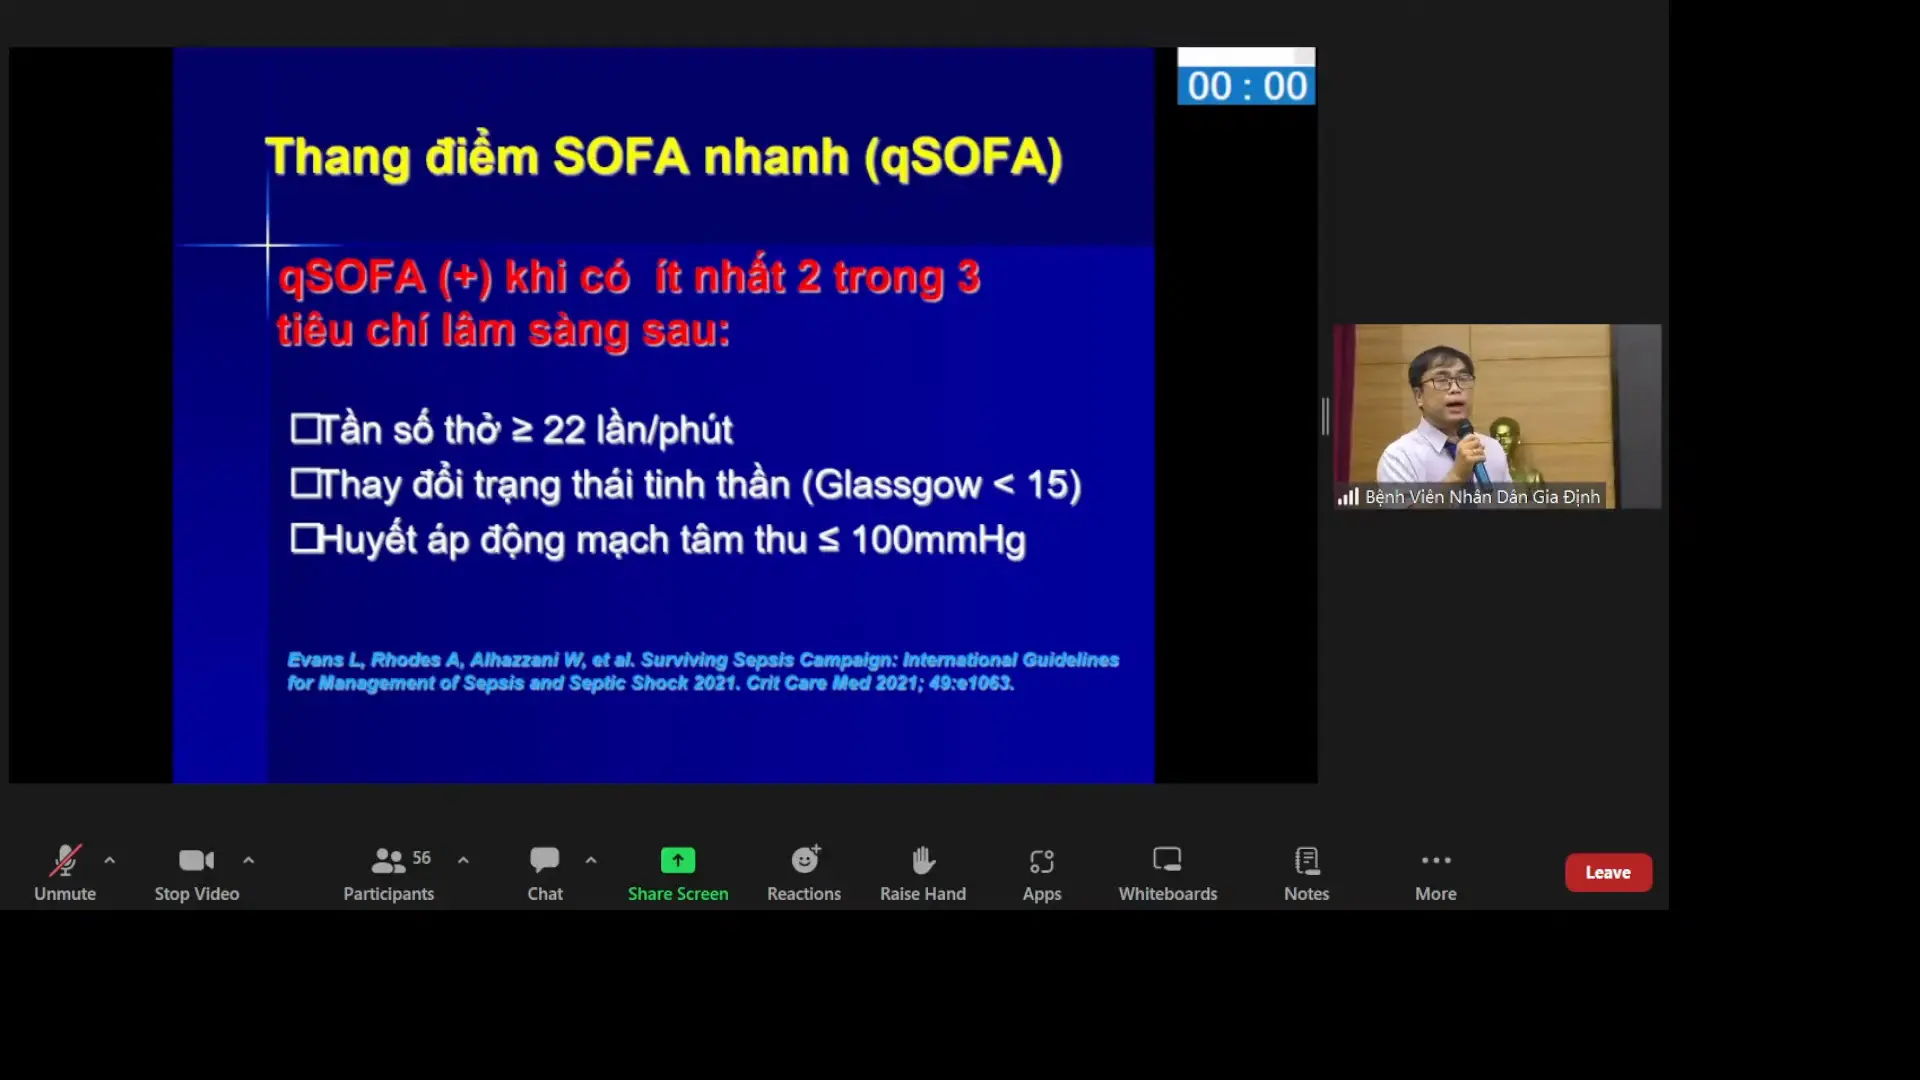 00 : 00
Thang điểm SOFA nhanh (qSOFA)
qSOFA (+) khi có ít nhất 2 trong 3
tiêu chí lâm sàng sau:
□Tần số thở ≥ 22 lần/phút
□Thay đổi trạng thái tinh thần (Glassgow < 15)
□Huyết áp động mạch tâm thu ≤ 100mmHg
Evans L, Rhodes A, Alhazzani W, et al. Surviving Sepsis Campaign: International Guidelines
for Management of Sepsis and Septic Shock 2021. Crit Care Med 2021; 49:e1063.
Bệnh Viên Nhân Dân Gia Định
56
Unmute Stop Video Participants Chat Share Screen Reactions Raise Hand Apps Whiteboards Notes More Leave